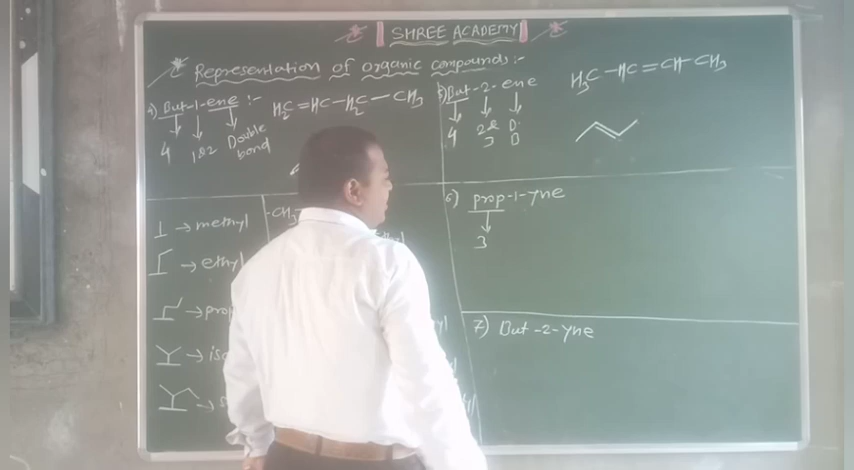 SHREE ACADEMY
* Representation of organic compounds:-
4) But-1-ene :- H₂C=HC-H₂C-CH₃
4 1&2 Double bond
5) But-2-ene H₃C-HC=CH-CH₃
4 2& 3 D. B
→ methyl -CH₃
→ ethyl
→ prop
→ iso
6) prop-1-yne
3
7) But-2-yne